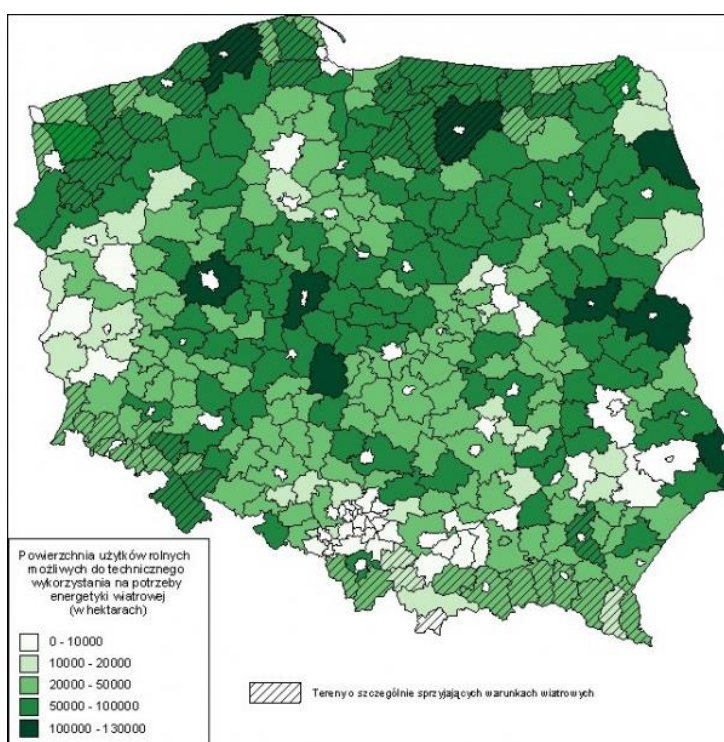 Powierzchnia użytków rolnych
możliwych do technicznego
wykorzystania na potrzeby
energetyki wiatrowej
(w hektarach)
0 - 10000
10000 - 20000
20000 - 50000
50000 - 100000
100000 - 130000
Tereny o szczególnie sprzyjających warunkach wiatrowych